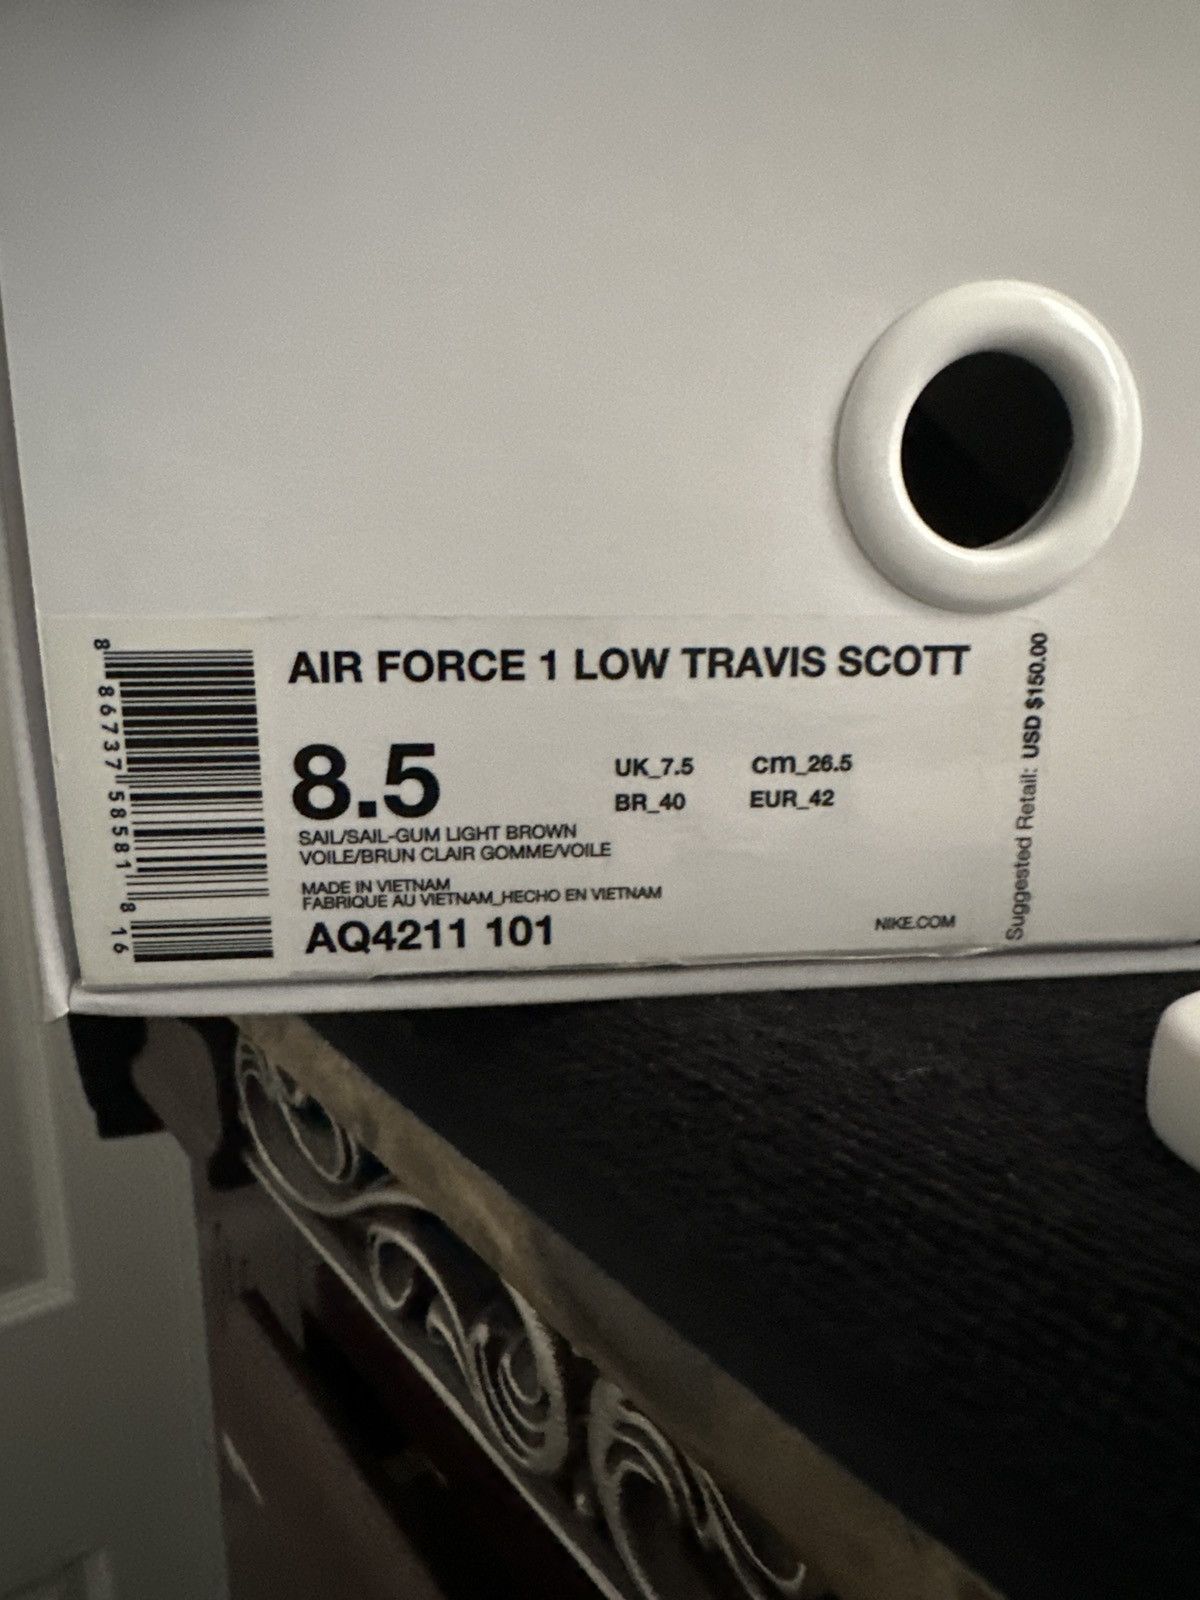 AIR FORCE 1 LOW TRAVIS SCOTT
8.5
UK_7.5 cm_26.5
BR_40 EUR_42
SAIL/SAIL-GUM LIGHT BROWN
VOILE/BRUN CLAIR GOMME/VOILE
MADE IN VIETNAM
FABRIQUE AU VIETNAM_HECHO EN VIETNAM
AQ4211 101
NIKE.COM
Suggested Retail: USD $150.00
8 86737 58581 8 16